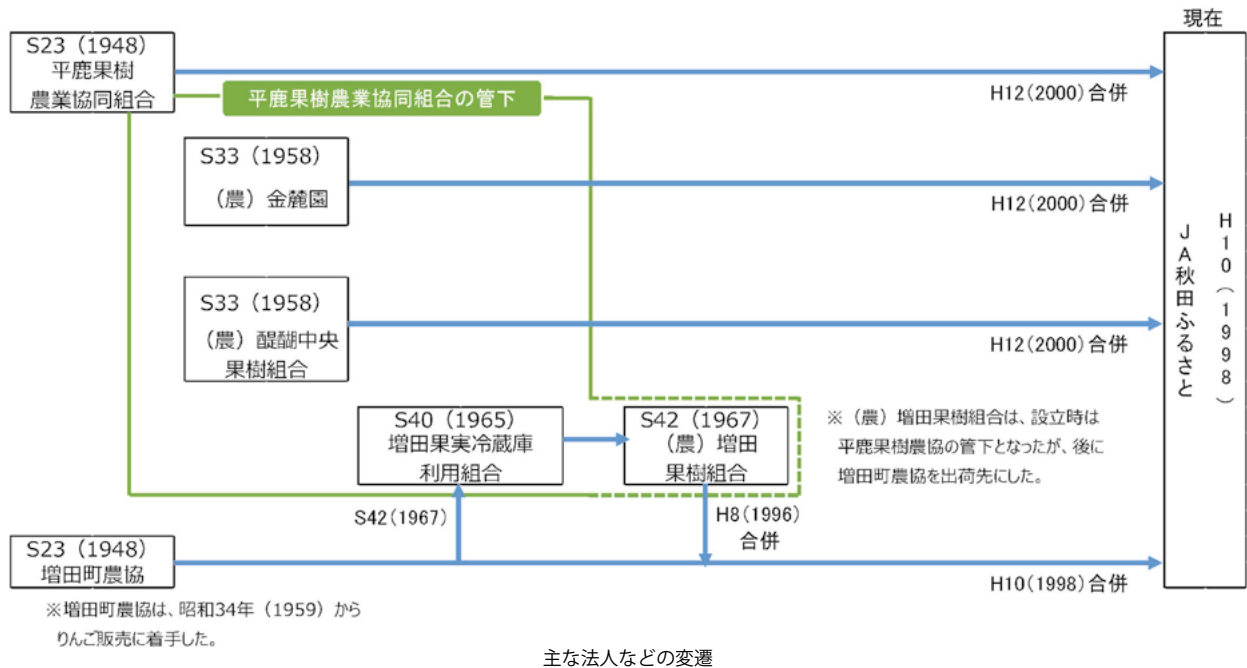 現在
S23（1948）
平鹿果樹
農業協同組合
平鹿果樹農業協同組合の管下
H12(2000)合併
S33（1958）
（農）金麓園
H12(2000)合併
S33（1958）
（農）醍醐中央
果樹組合
H12(2000)合併
H10（1998）
JA秋田ふるさと
S40（1965）
増田果実冷蔵庫
利用組合
S42（1967）
（農）増田
果樹組合
※（農）増田果樹組合は、設立時は
平鹿果樹農協の管下となったが、後に
増田町農協を出荷先にした。
S42(1967)
H8(1996)
合併
S23（1948）
増田町農協
H10(1998)合併
※増田町農協は、昭和34年（1959）から
りんご販売に着手した。
主な法人などの変遷